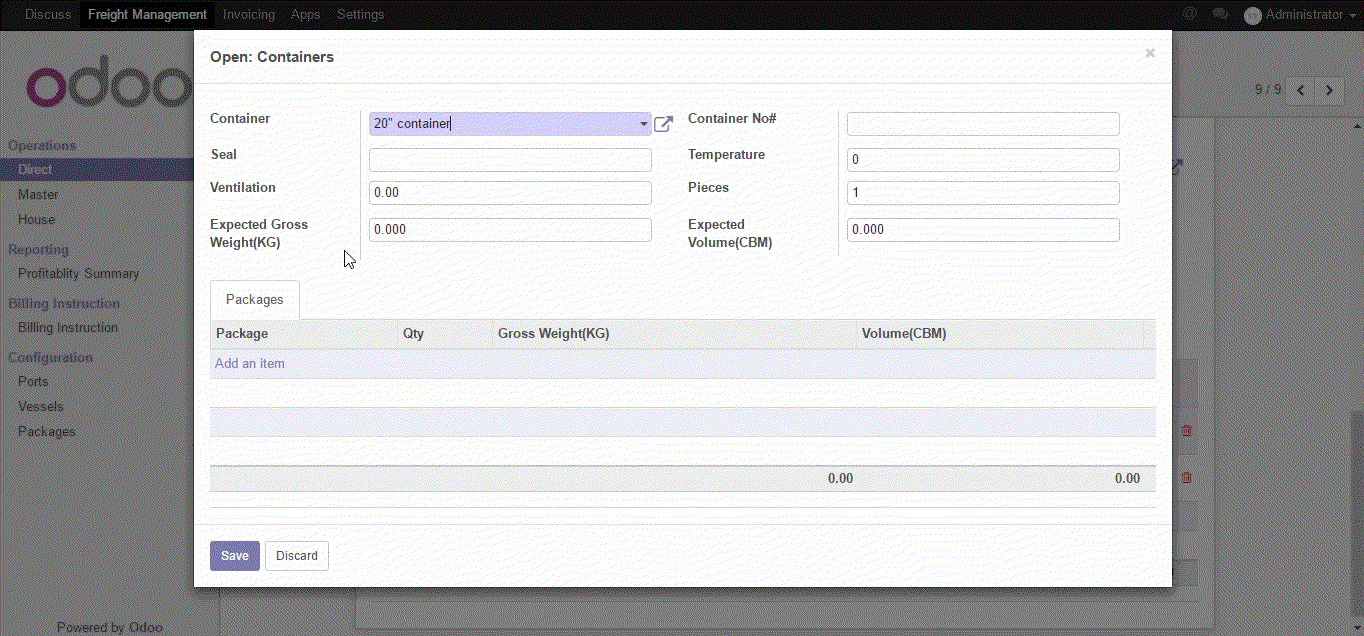 Discuss Freight Management Invoicing Apps Settings @ Administrator
Open: Containers ×
odoo
9 / 9
Container 20" container Container No#
Operations
Seal Temperature 0
Direct
Ventilation 0.00 Pieces 1
Master
House
Expected Gross Weight(KG) 0.000 Expected Volume(CBM) 0.000
Reporting
Profitablity Summary
Billing Instruction
Packages
Billing Instruction
Package Qty Gross Weight(KG) Volume(CBM)
Configuration
Add an item
Ports
Vessels
Packages
0.00 0.00
Save Discard
Powered by Odoo